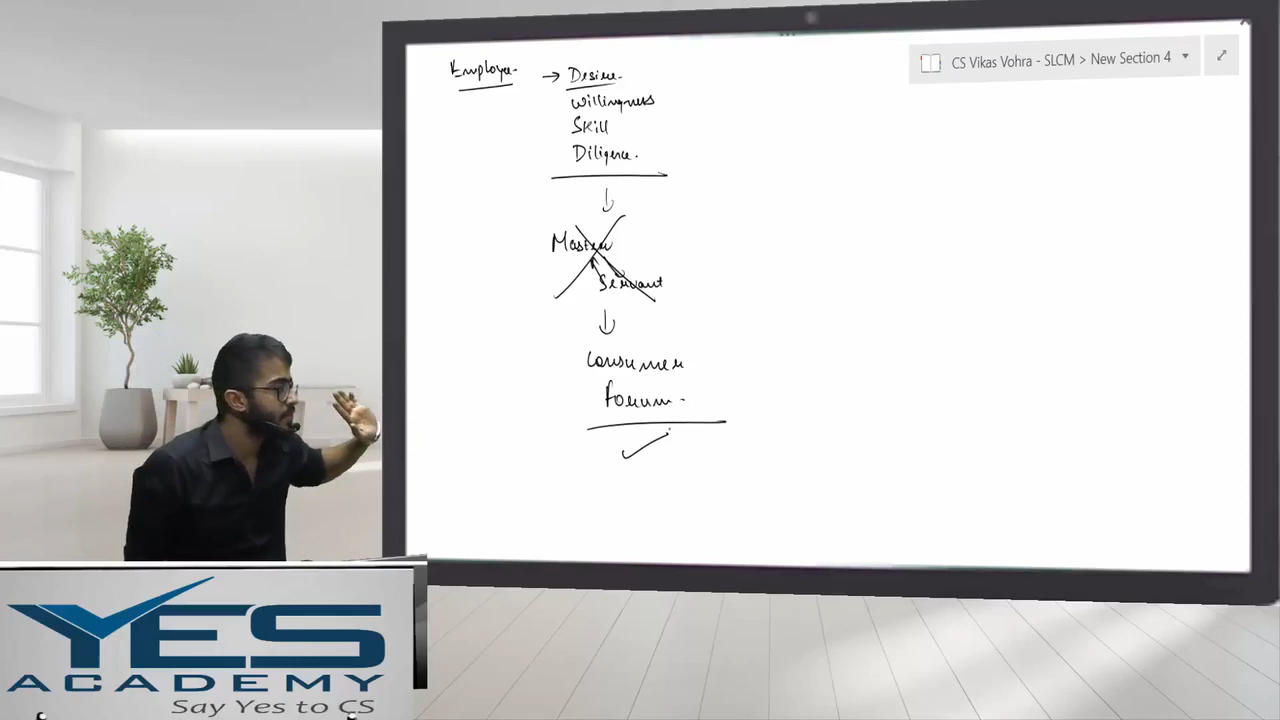 CS Vikas Vohra - SLCM > New Section 4
Employee → Desire
Willingness
Skill
Diligence.
Master
Servant
Consumer
Forum.
YES
ACADEMY
Say Yes to CS